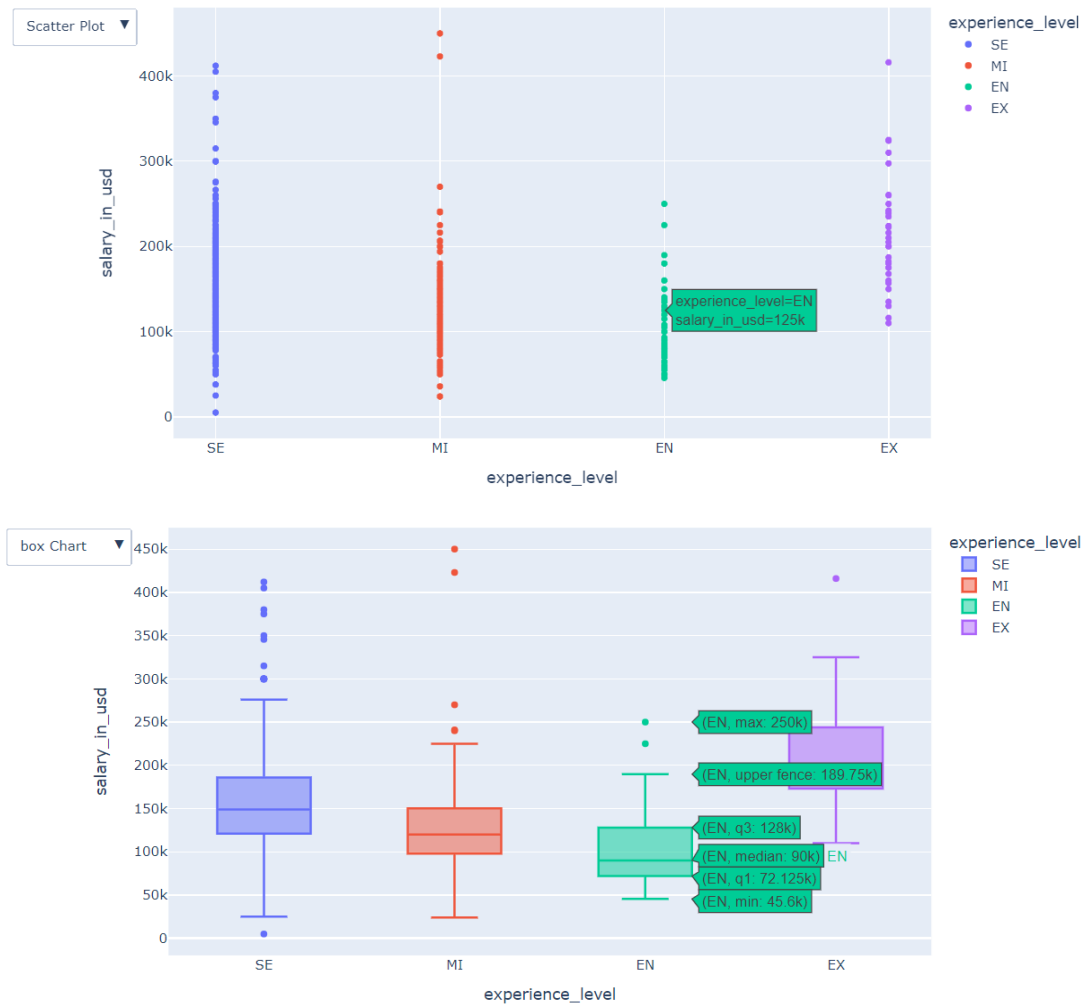 Scatter Plot ▼
experience_level
SE
MI
EN
EX
400k
300k
200k
100k
0
salary_in_usd
experience_level=EN
salary_in_usd=125k
SE MI EN EX
experience_level
box Chart ▼
experience_level
SE
MI
EN
EX
450k
400k
350k
300k
250k
200k
150k
100k
50k
0
salary_in_usd
(EN, max: 250k)
(EN, upper fence: 189.75k)
(EN, q3: 128k)
(EN, median: 90k)
EN
(EN, q1: 72.125k)
(EN, min: 45.6k)
SE MI EN EX
experience_level